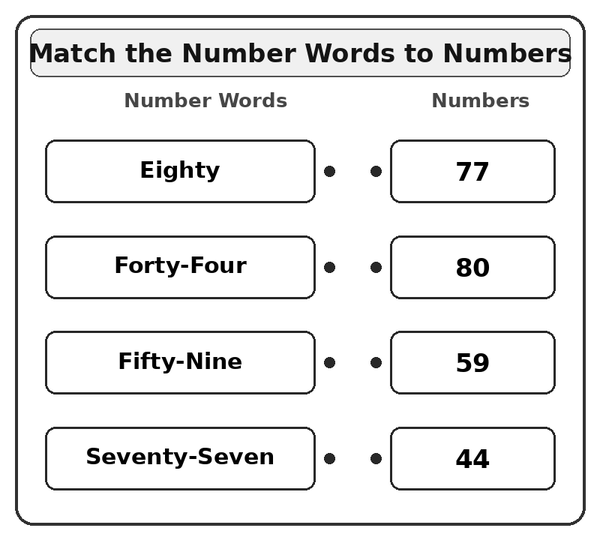 Match the Number Words to Numbers
Number Words Numbers
Eighty 77
Forty-Four 80
Fifty-Nine 59
Seventy-Seven 44